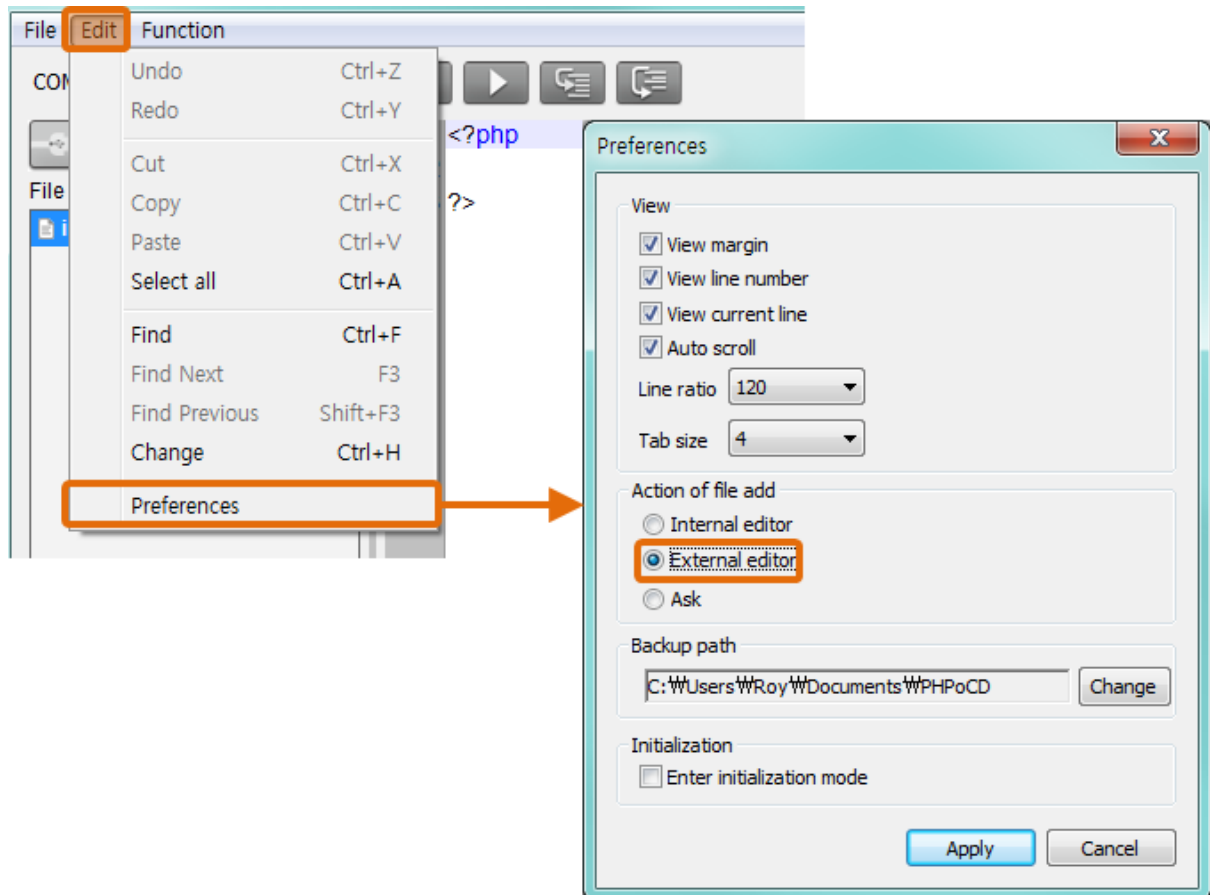 File Edit Function
COM
Undo Ctrl+Z
Redo Ctrl+Y
Cut Ctrl+X
Copy Ctrl+C
Paste Ctrl+V
Select all Ctrl+A
Find Ctrl+F
Find Next F3
Find Previous Shift+F3
Change Ctrl+H
Preferences
File
i
<?php
?>
Preferences
View
View margin
View line number
View current line
Auto scroll
Line ratio 120
Tab size 4
Action of file add
Internal editor
External editor
Ask
Backup path
C:₩Users₩Roy₩Documents₩PHPoCD Change
Initialization
Enter initialization mode
Apply Cancel